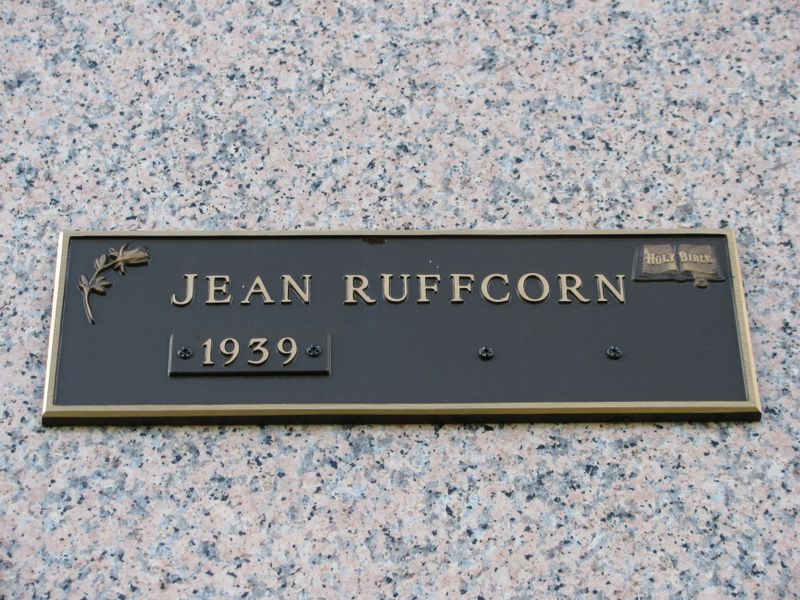 JEAN RUFFCORN
HOLY BIBLE
1939